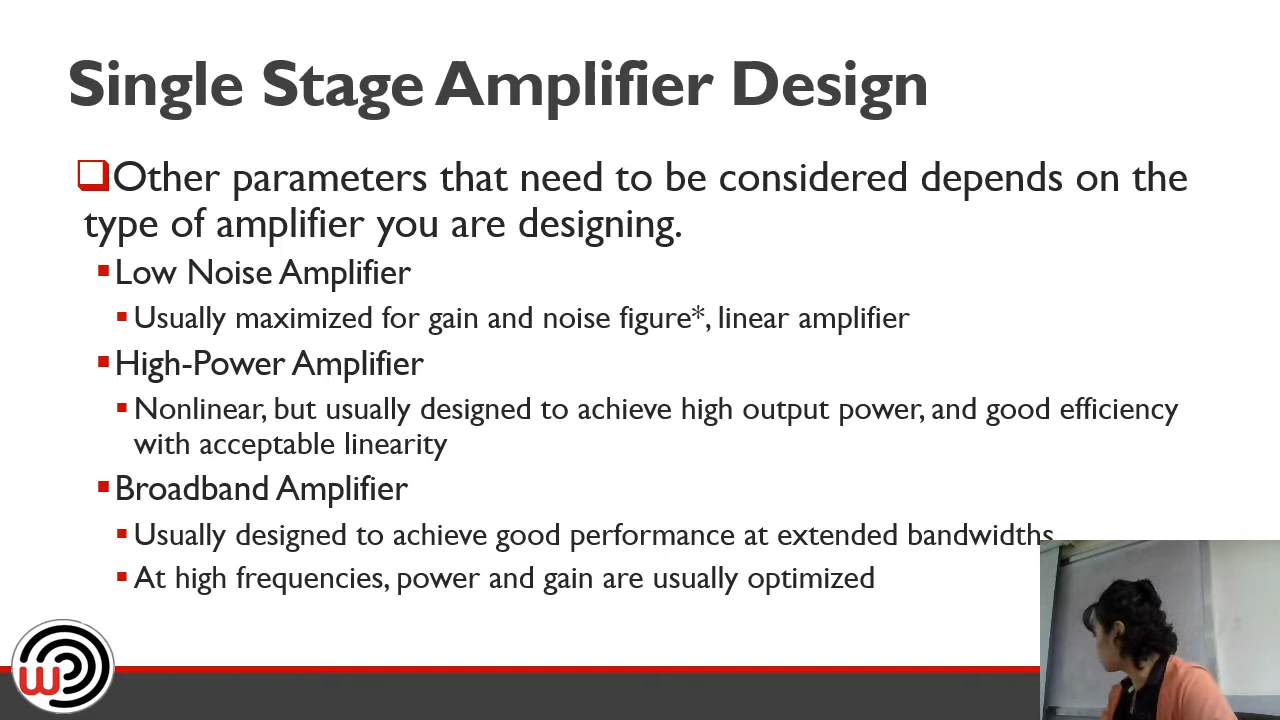 Single Stage Amplifier Design
Other parameters that need to be considered depends on the
type of amplifier you are designing.
Low Noise Amplifier
Usually maximized for gain and noise figure*, linear amplifier
High-Power Amplifier
Nonlinear, but usually designed to achieve high output power, and good efficiency
with acceptable linearity
Broadband Amplifier
Usually designed to achieve good performance at extended bandwidths
At high frequencies, power and gain are usually optimized
w